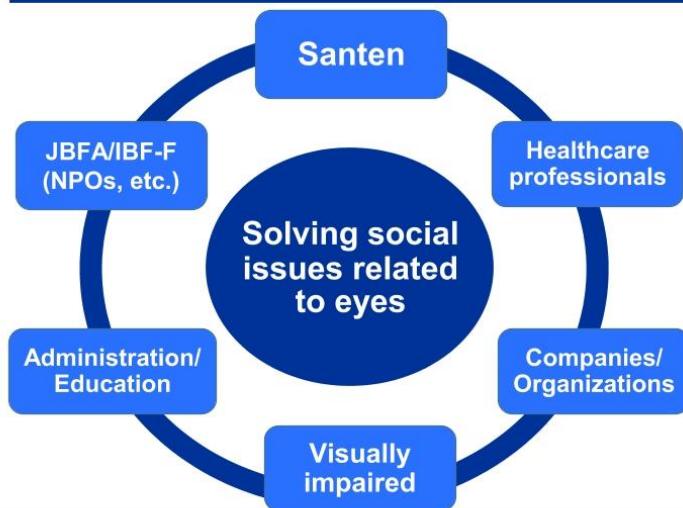 Santen
JBFA/IBF-F
(NPOs, etc.)
Healthcare
professionals
Solving social
issues related
to eyes
Administration/
Education
Companies/
Organizations
Visually
impaired